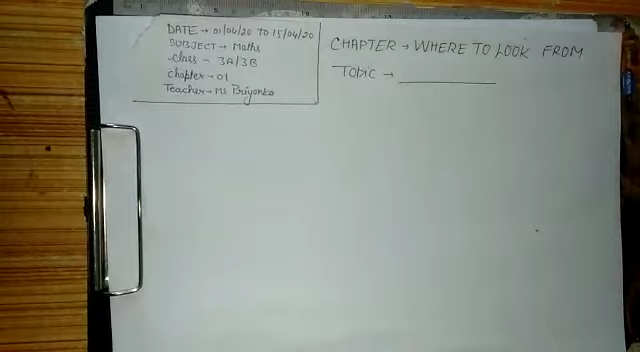 DATE → 01/04/20 TO 15/04/20
SUBJECT → Maths
Class - 3A/3B
Chapter → 01
Teacher → Ms Priyanka
CHAPTER → WHERE TO LOOK FROM
TOPIC →